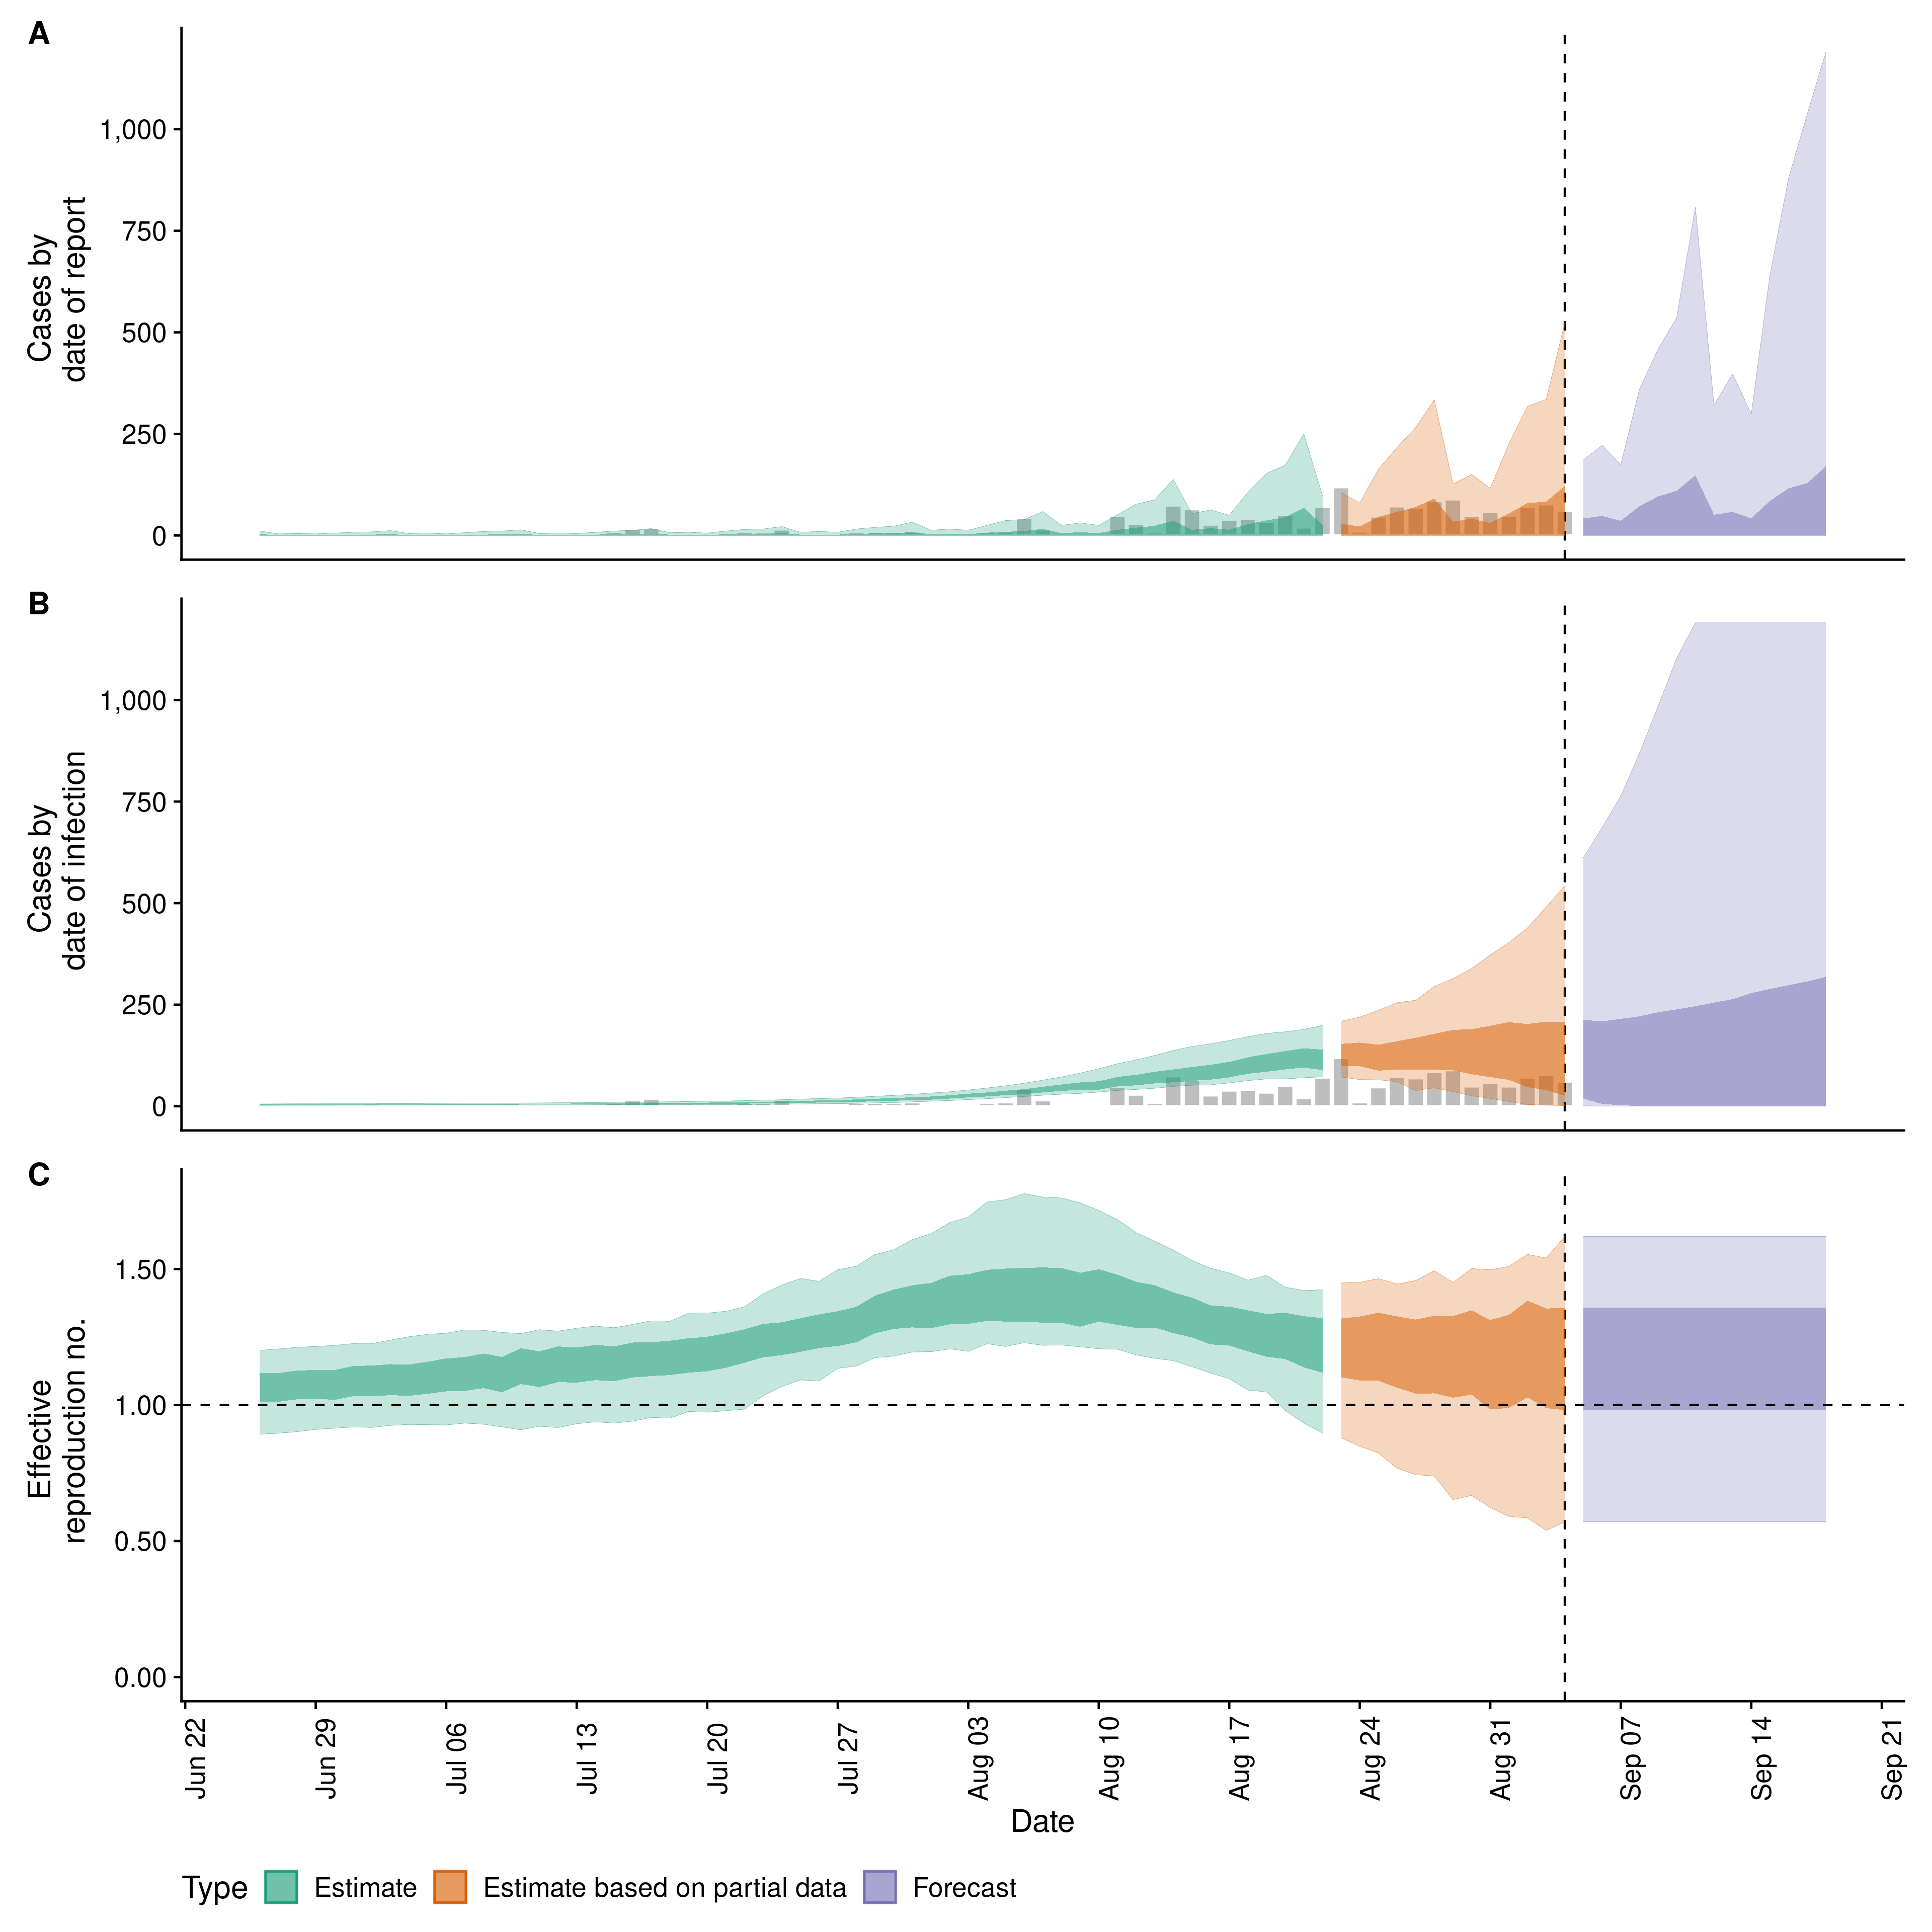 A
Cases by
date of report
1,000
750
500
250
0
B
Cases by
date of infection
1,000
750
500
250
0
C
Effective
reproduction no.
1.50
1.00
0.50
0.00
Jun 22
Jun 29
Jul 06
Jul 13
Jul 20
Jul 27
Aug 03
Aug 10
Aug 17
Aug 24
Aug 31
Sep 07
Sep 14
Sep 21
Date
Type Estimate Estimate based on partial data Forecast